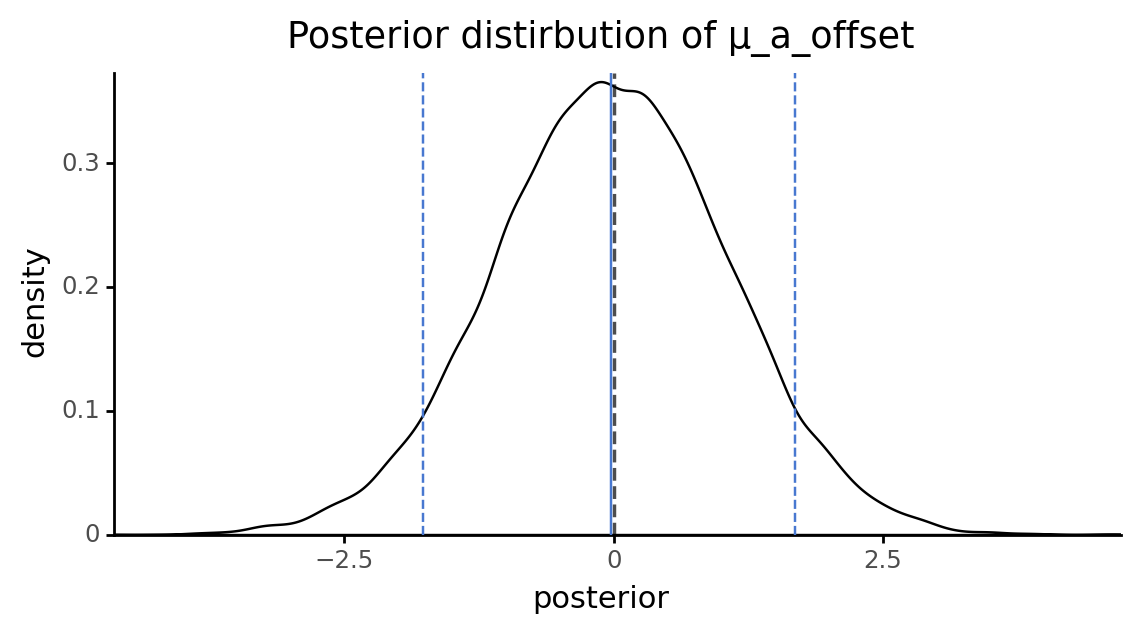 Posterior distirbution of μ_a_offset
density
0.3
0.2
0.1
0
−2.5
0
2.5
posterior